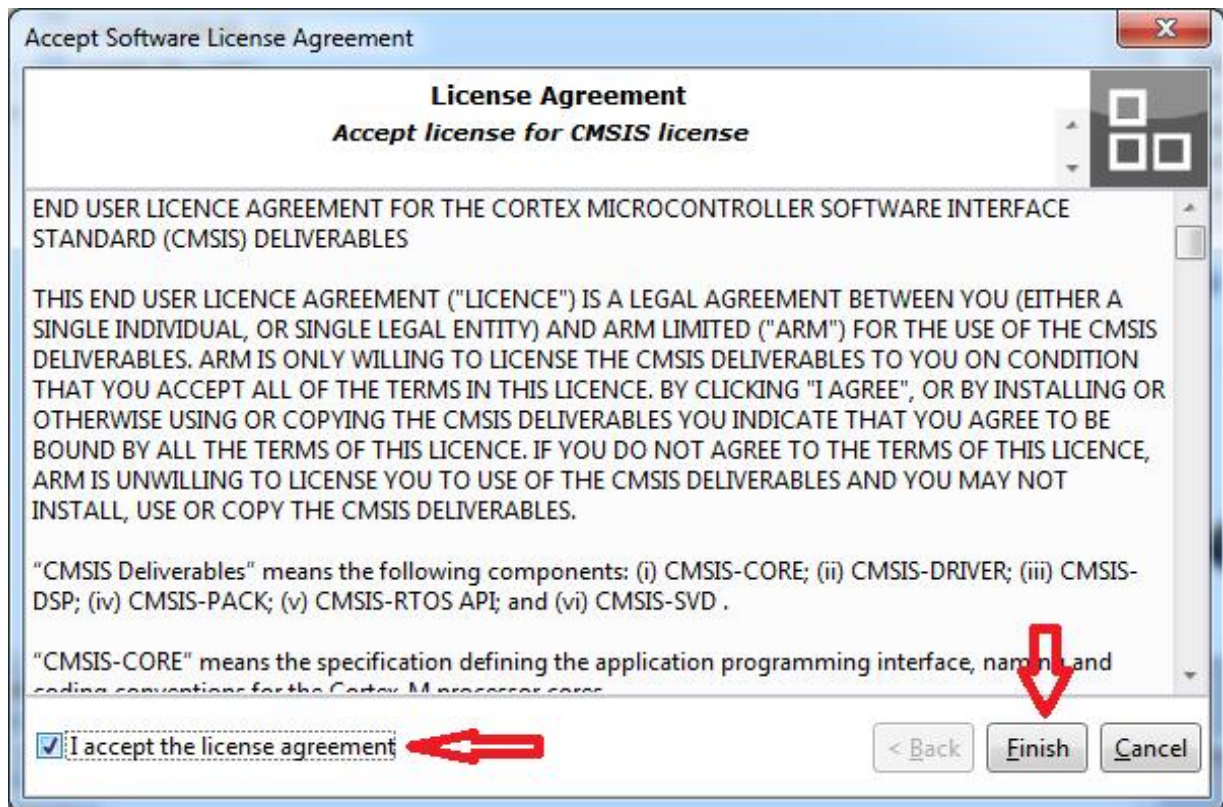 Accept Software License Agreement
License Agreement
Accept license for CMSIS license
END USER LICENCE AGREEMENT FOR THE CORTEX MICROCONTROLLER SOFTWARE INTERFACE
STANDARD (CMSIS) DELIVERABLES
THIS END USER LICENCE AGREEMENT ("LICENCE") IS A LEGAL AGREEMENT BETWEEN YOU (EITHER A
SINGLE INDIVIDUAL, OR SINGLE LEGAL ENTITY) AND ARM LIMITED ("ARM") FOR THE USE OF THE CMSIS
DELIVERABLES. ARM IS ONLY WILLING TO LICENSE THE CMSIS DELIVERABLES TO YOU ON CONDITION
THAT YOU ACCEPT ALL OF THE TERMS IN THIS LICENCE. BY CLICKING "I AGREE", OR BY INSTALLING OR
OTHERWISE USING OR COPYING THE CMSIS DELIVERABLES YOU INDICATE THAT YOU AGREE TO BE
BOUND BY ALL THE TERMS OF THIS LICENCE. IF YOU DO NOT AGREE TO THE TERMS OF THIS LICENCE,
ARM IS UNWILLING TO LICENSE YOU TO USE OF THE CMSIS DELIVERABLES AND YOU MAY NOT
INSTALL, USE OR COPY THE CMSIS DELIVERABLES.
“CMSIS Deliverables” means the following components: (i) CMSIS-CORE; (ii) CMSIS-DRIVER; (iii) CMSIS-
DSP; (iv) CMSIS-PACK; (v) CMSIS-RTOS API; and (vi) CMSIS-SVD .
“CMSIS-CORE” means the specification defining the application programming interface, naming and
coding conventions for the Cortex-M processor cores
I accept the license agreement
< Back Finish Cancel